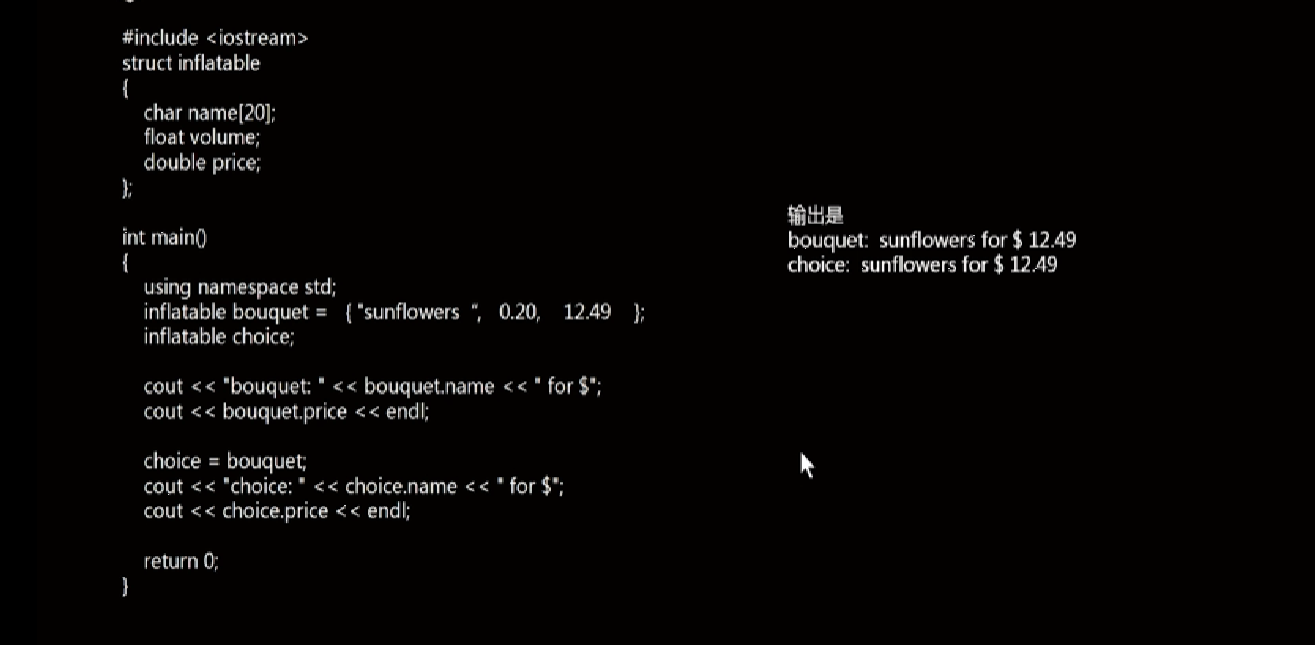 #include <iostream>
struct inflatable
{
char name[20];
float volume;
double price;
};
int main()
{
using namespace std;
inflatable bouquet = { "sunflowers ", 0.20, 12.49 };
inflatable choice;
cout << "bouquet: " << bouquet.name << " for $";
cout << bouquet.price << endl;
choice = bouquet;
cout << "choice: " << choice.name << " for $";
cout << choice.price << endl;
return 0;
}
输出是
bouquet: sunflowers for $ 12.49
choice: sunflowers for $ 12.49